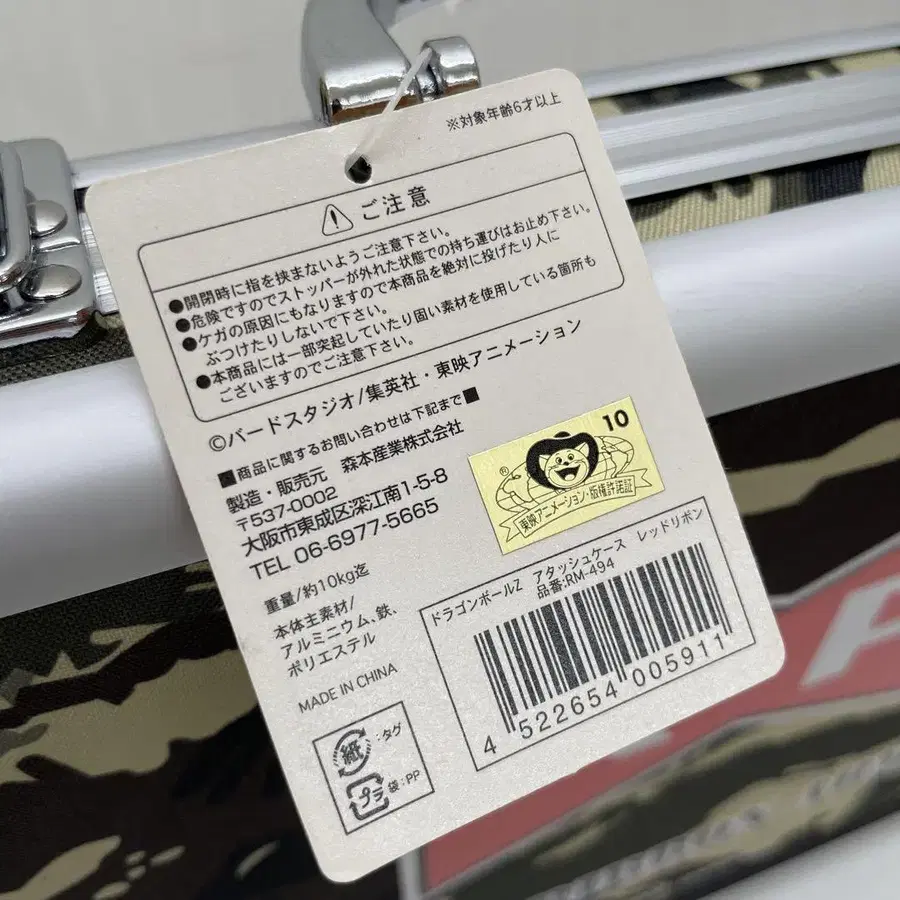 ※対象年齢6才以上
ご注意
●開閉時に指を挟まないようご注意下さい。
●危険ですのでストッパーが外れた状態での持ち運びはお止め下さい。
●ケガの原因にもなりますので本商品を絶対に投げたり人に
ぶつけたりしないで下さい。
●本商品には一部突起していたり固い素材を使用している箇所も
ございますのでご注意下さい。
©バードスタジオ/集英社・東映アニメーション
■商品に関するお問い合わせは下記まで■
製造・販売元 森本産業株式会社
〒537-0002
大阪市東成区深江南1-5-8
TEL 06-6977-5665
10
®
東映アニメーション・版権許諾証
重量/約10kg迄
本体主素材/
アルミニウム、鉄、
ポリエステル
MADE IN CHINA
紙 :タグ
プラ 袋:PP
ドラゴンボールZ アタッシュケース レッドリボン
品番:RM-494
4 522654 005911